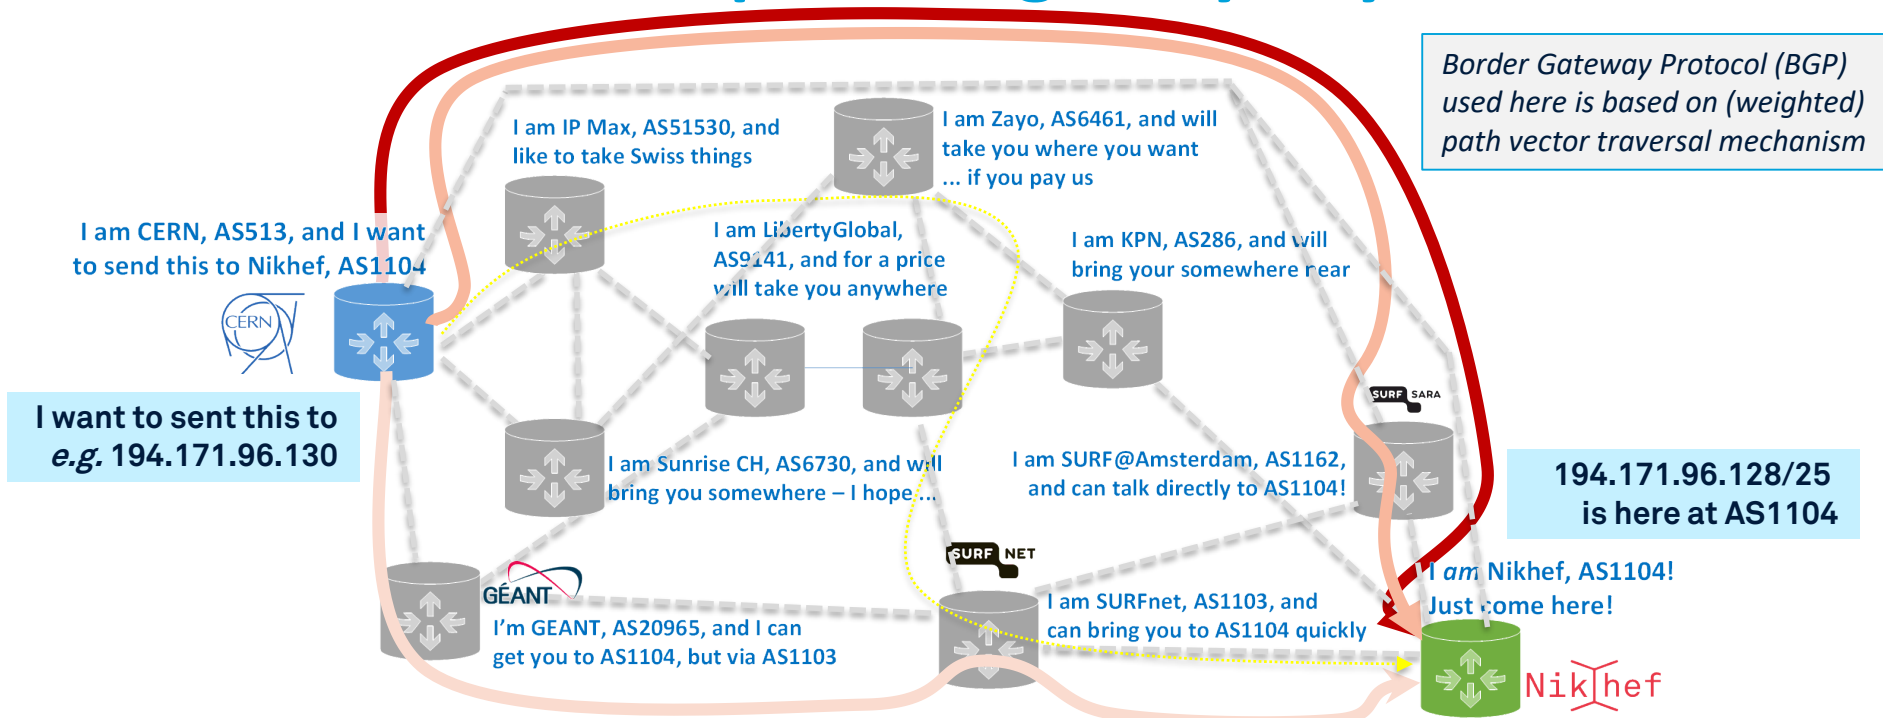 Border Gateway Protocol (BGP)
used here is based on (weighted)
path vector traversal mechanism
I am IP Max, AS51530, and
like to take Swiss things
I am Zayo, AS6461, and will
take you where you want
... if you pay us
I am CERN, AS513, and I want
to send this to Nikhef, AS1104
CERN
I am LibertyGlobal,
AS9141, and for a price
will take you anywhere
I am KPN, AS286, and will
bring your somewhere near
I want to sent this to
e.g. 194.171.96.130
SURF SARA
I am Sunrise CH, AS6730, and will
bring you somewhere – I hope ...
I am SURF@Amsterdam, AS1162,
and can talk directly to AS1104!
194.171.96.128/25
is here at AS1104
SURF NET
GÉANT
I'm GEANT, AS20965, and I can
get you to AS1104, but via AS1103
I am SURFnet, AS1103, and
can bring you to AS1104 quickly
I am Nikhef, AS1104!
Just come here!
Nikhef